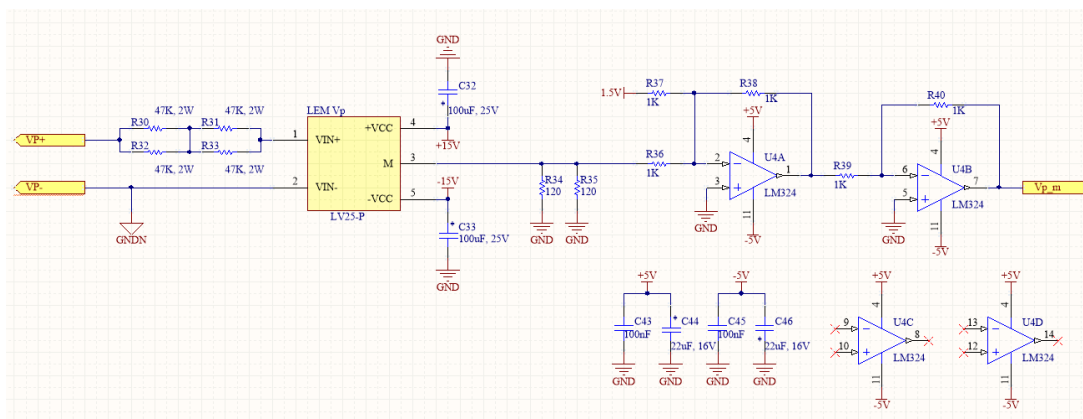 GND
C32
100uF, 25V
47K, 2W
47K, 2W
R30
R31
LEM Vp
VP+
R32
R33
1
VIN+
+VCC
4
+15V
47K, 2W
47K, 2W
M
3
VP-
2
VIN-
-15V
-VCC
5
LV25-P
GNDN
C33
100uF, 25V
GND
R34
120
GND
R35
120
GND
1.5V
R37
1K
R38
1K
R36
1K
+5V
4
2
3
1
U4A
LM324
11
-5V
GND
R39
1K
R40
1K
+5V
4
6
5
7
U4B
LM324
11
-5V
GND
Vp_m
+5V
C43
100nF
C44
22uF, 16V
GND
GND
-5V
C45
100nF
C46
22uF, 16V
GND
GND
+5V
4
9
10
8
U4C
LM324
11
-5V
+5V
4
13
12
14
U4D
LM324
11
-5V